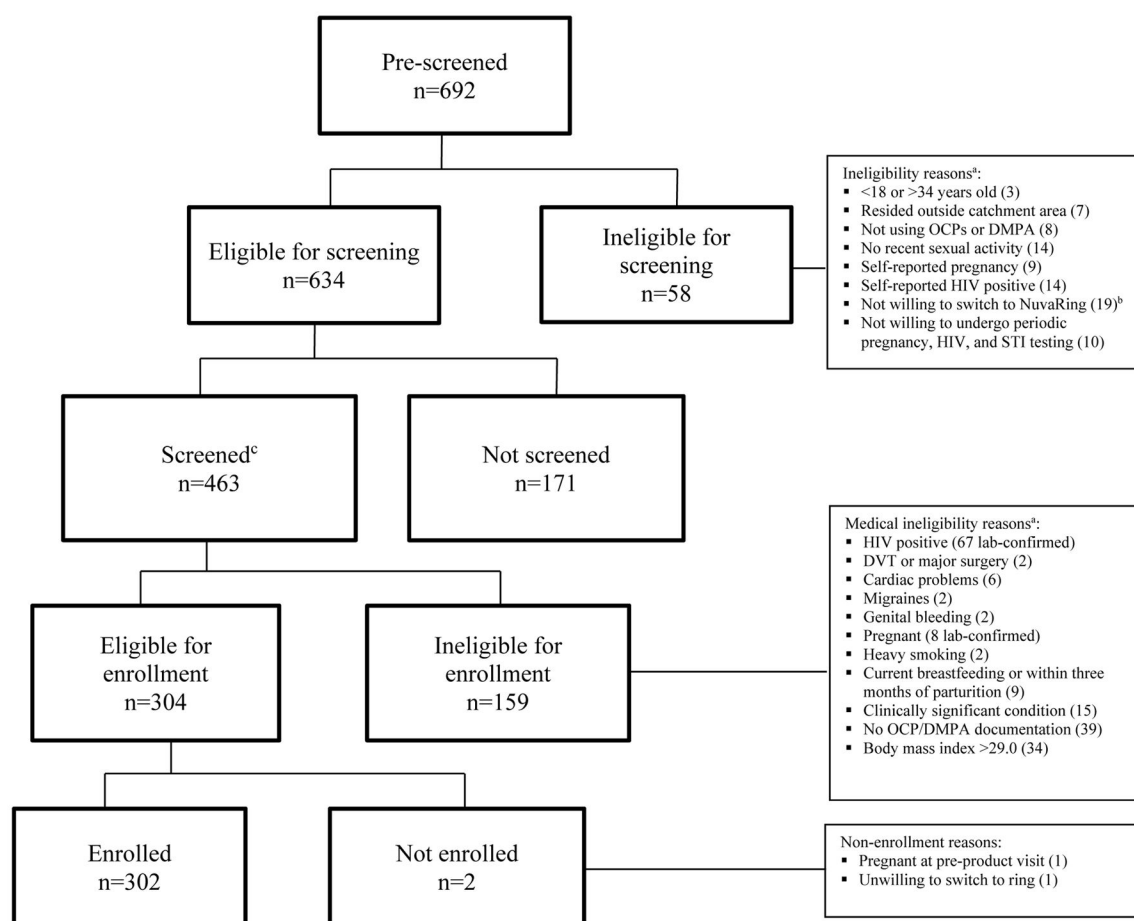 Pre-screened
n=692
Ineligibility reasonsᵃ:
▪ <18 or >34 years old (3)
▪ Resided outside catchment area (7)
▪ Not using OCPs or DMPA (8)
▪ No recent sexual activity (14)
▪ Self-reported pregnancy (9)
▪ Self-reported HIV positive (14)
▪ Not willing to switch to NuvaRing (19)ᵇ
▪ Not willing to undergo periodic
pregnancy, HIV, and STI testing (10)
Eligible for screening
n=634
Ineligible for
screening
n=58
Screenedᶜ
n=463
Not screened
n=171
Medical ineligibility reasonsᵃ:
▪ HIV positive (67 lab-confirmed)
▪ DVT or major surgery (2)
▪ Cardiac problems (6)
▪ Migraines (2)
▪ Genital bleeding (2)
▪ Pregnant (8 lab-confirmed)
▪ Heavy smoking (2)
▪ Current breastfeeding or within three
months of parturition (9)
▪ Clinically significant condition (15)
▪ No OCP/DMPA documentation (39)
▪ Body mass index >29.0 (34)
Eligible for
enrollment
n=304
Ineligible for
enrollment
n=159
Enrolled
n=302
Not enrolled
n=2
Non-enrollment reasons:
▪ Pregnant at pre-product visit (1)
▪ Unwilling to switch to ring (1)